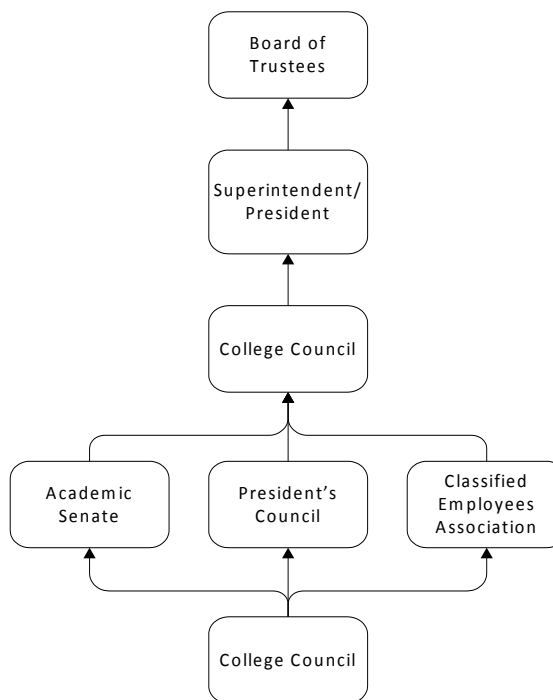 Board of
Trustees
Superintendent/
President
College Council
Academic
Senate
President’s
Council
Classified
Employees
Association
College Council